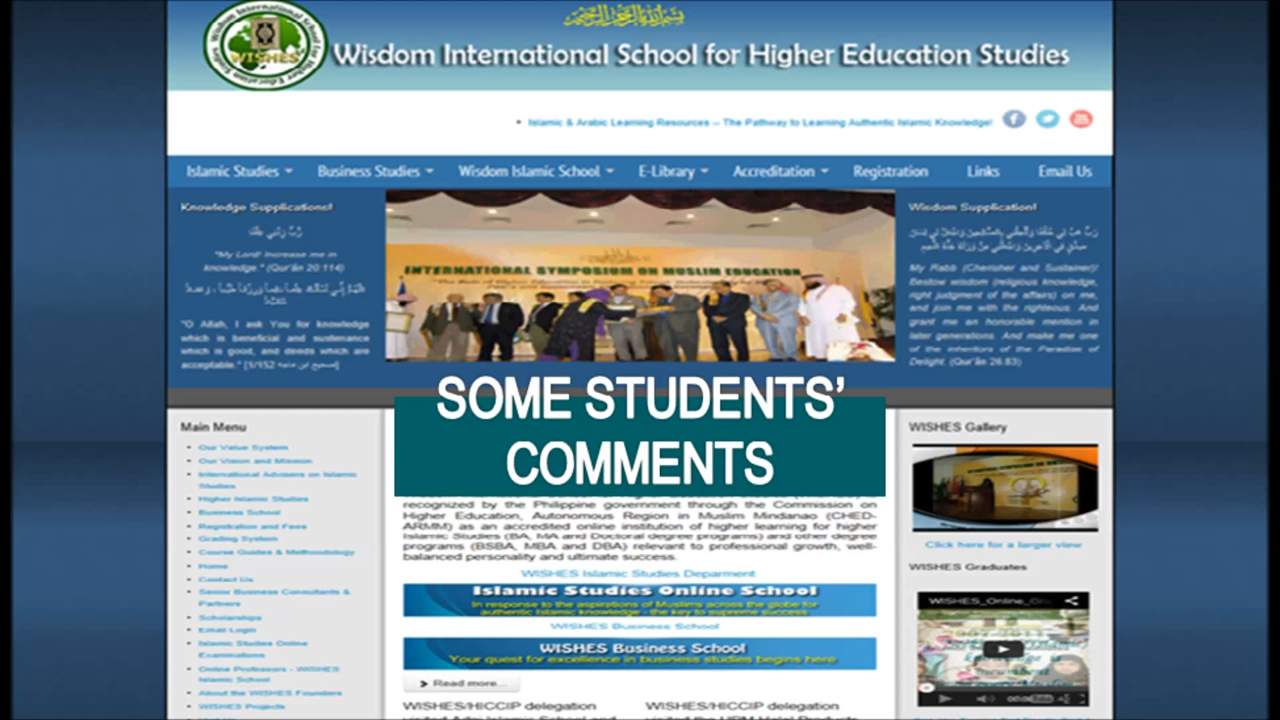 بسم الله الرحمن الرحيم
Wisdom International School for Higher Education Studies
WISHES
Islamic & Arabic Learning Resources -- The Pathway to Learning Authentic Islamic Knowledge!
Islamic Studies
Business Studies
Wisdom Islamic School
E-Library
Accreditation
Registration
Links
Email Us
Knowledge Supplications!
رَبِّ زِدْنِي عِلْمًا
"My Lord! Increase me in
knowledge." (Qur'ān 20:114)
"O Allah, I ask You for knowledge
which is beneficial and sustenance
which is good, and deeds which are
acceptable." [1/152 صحيح ابن ماجه]
INTERNATIONAL SYMPOSIUM ON MUSLIM EDUCATION
Wisdom Supplication!
My Rabb (Cherisher and Sustainer)!
Bestow wisdom (religious knowledge,
right judgment of the affairs) on me,
and join me with the righteous. And
grant me an honorable mention in
later generations. And make me one
of the inheritors of the Paradise of
Delight. (Qur'ān 26:83)
SOME STUDENTS'
COMMENTS
Main Menu
Our Value System
Our Vision and Mission
International Advisers on Islamic
Studies
Higher Islamic Studies
Business School
Registration and Fees
Grading System
Course Guides & Methodology
Home
Contact Us
Senior Business Consultants &
Partners
Scholarships
Email Login
Islamic Studies Online
Examinations
Online Professors - WISHES
Islamic School
About the WISHES Founders
WISHES Projects
recognized by the Philippine government through the Commission on
Higher Education, Autonomous Region in Muslim Mindanao (CHED-
ARMM) as an accredited online institution of higher learning for higher
Islamic Studies (BA, MA and Doctoral degree programs) and other degree
programs (BSBA, MBA and DBA) relevant to professional growth, well-
balanced personality and ultimate success.
WISHES Islamic Studies Deparment
Islamic Studies Online School
In response to the aspirations of Muslims across the globe for
authentic Islamic knowledge - the key to supreme success
WISHES Business School
WISHES Business School
Your quest for excellence in business studies begins here
Read more...
WISHES/HICCIP delegation
WISHES/HICCIP delegation
WISHES Gallery
Click here for a larger view
WISHES Graduates